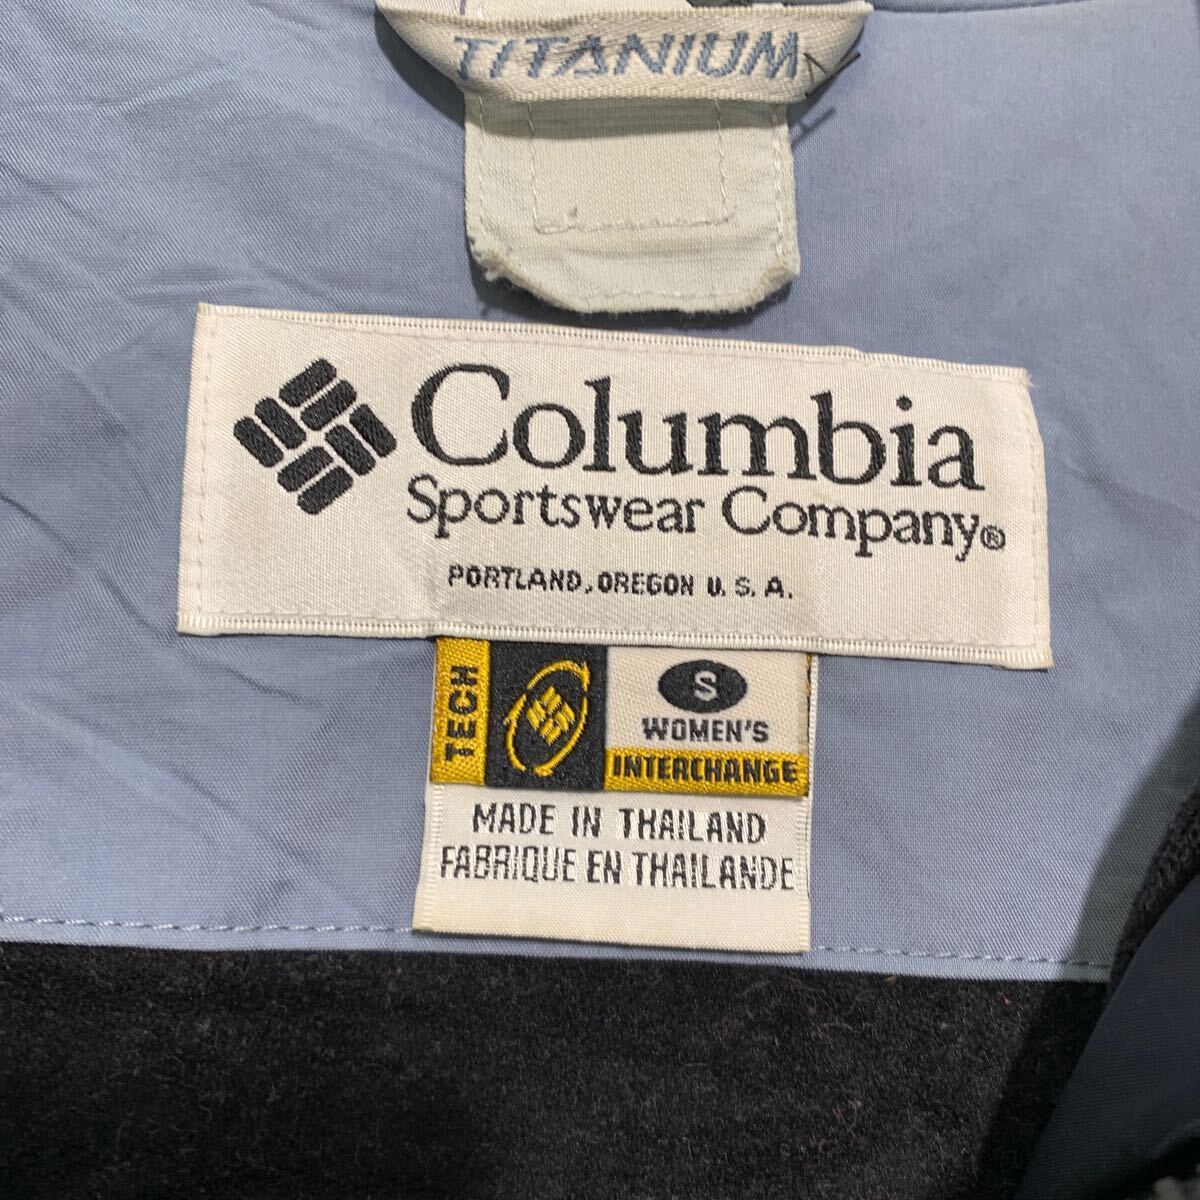 TITANIUM
Columbia
Sportswear Company®
PORTLAND, OREGON U.S.A.
TECH
S
WOMEN'S
INTERCHANGE
MADE IN THAILAND
FABRIQUE EN THAILANDE